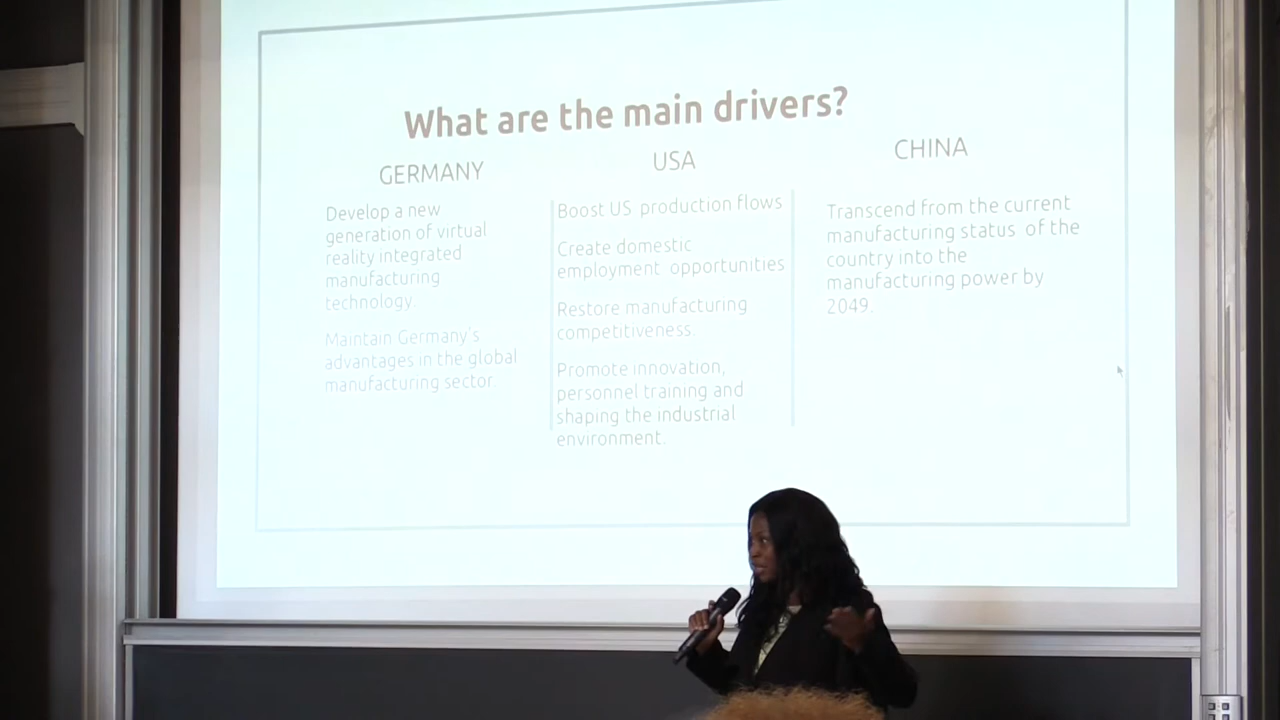 What are the main drivers?
GERMANY
Develop a new
generation of virtual
reality integrated
manufacturing
technology.
Maintain Germany's
advantages in the global
manufacturing sector.
USA
Boost US production flows
Create domestic
employment opportunities
Restore manufacturing
competitiveness.
Promote innovation,
personnel training and
shaping the industrial
environment.
CHINA
Transcend from the current
manufacturing status of the
country into the
manufacturing power by
2049.